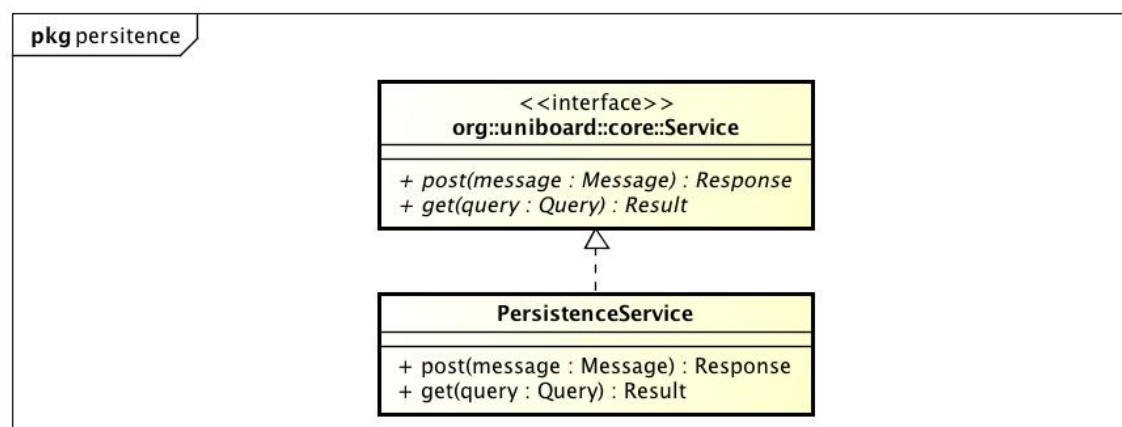 pkg persitence
<<interface>>
org::uniboard::core::Service
+ post(message : Message) : Response
+ get(query : Query) : Result
PersistenceService
+ post(message : Message) : Response
+ get(query : Query) : Result